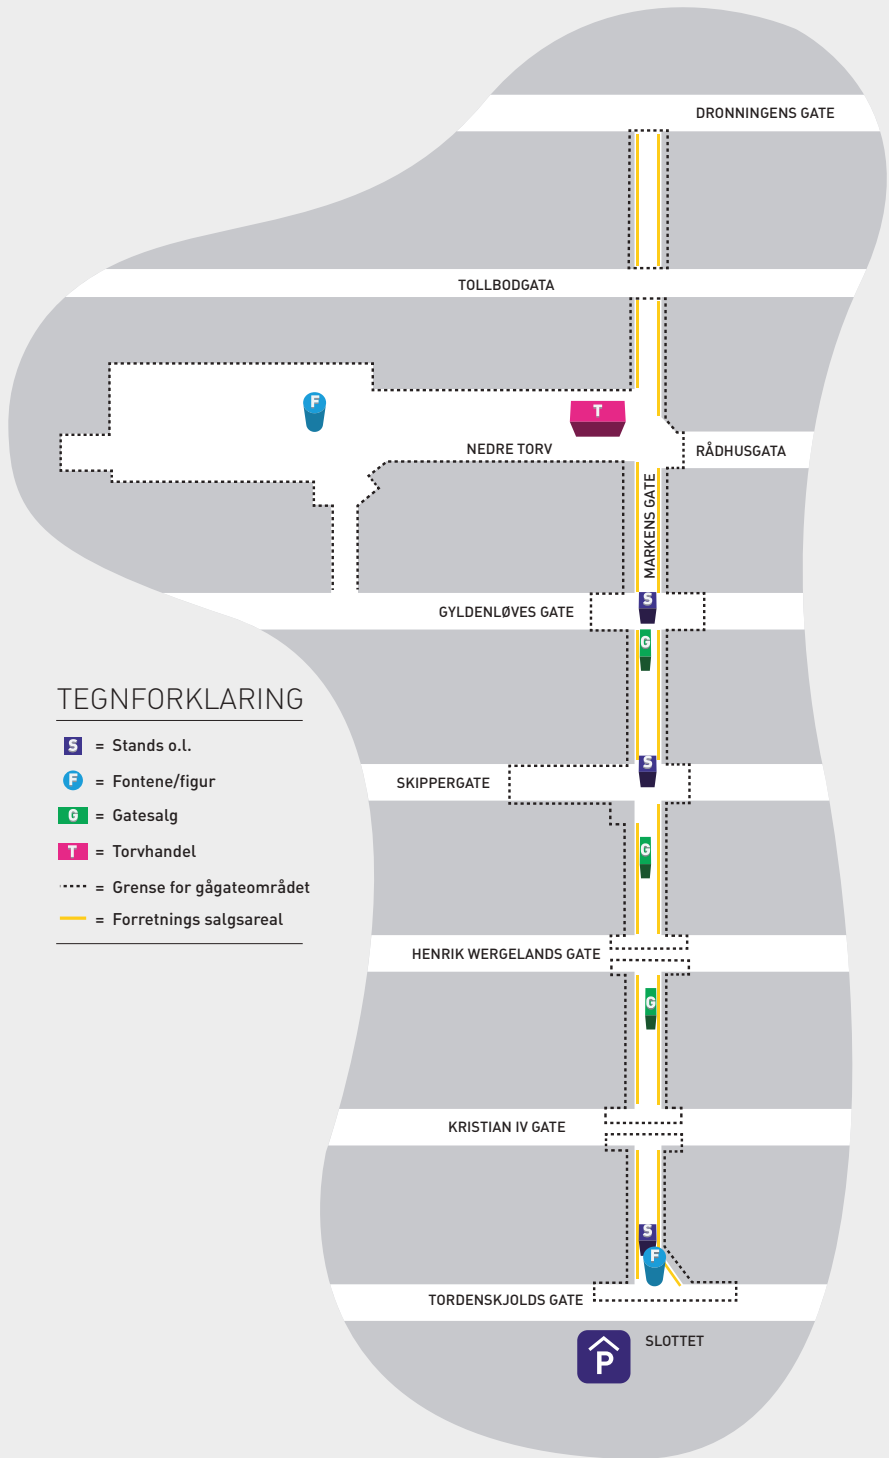 DRONNINGENS GATE
TOLLBODGATA
F
T
NEDRE TORV
RÅDHUSGATA
MARKENS GATE
S
GYLDENLØVES GATE
G
TEGNFORKLARING
S = Stands o.l.
F = Fontene/figur
G = Gatesalg
T = Torvhandel
= Grense for gågateområdet
= Forretnings salgsareal
S
SKIPPERGATE
G
HENRIK WERGELANDS GATE
G
KRISTIAN IV GATE
S
F
TORDENSKJOLDS GATE
SLOTTET
P